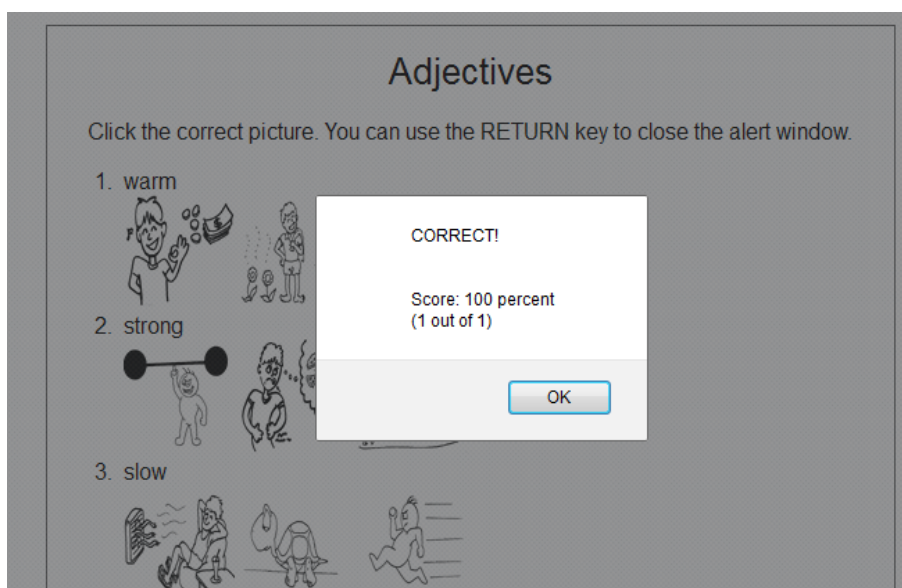 Adjectives
Click the correct picture. You can use the RETURN key to close the alert window.
1. warm
CORRECT!
Score: 100 percent
(1 out of 1)
2. strong
OK
3. slow